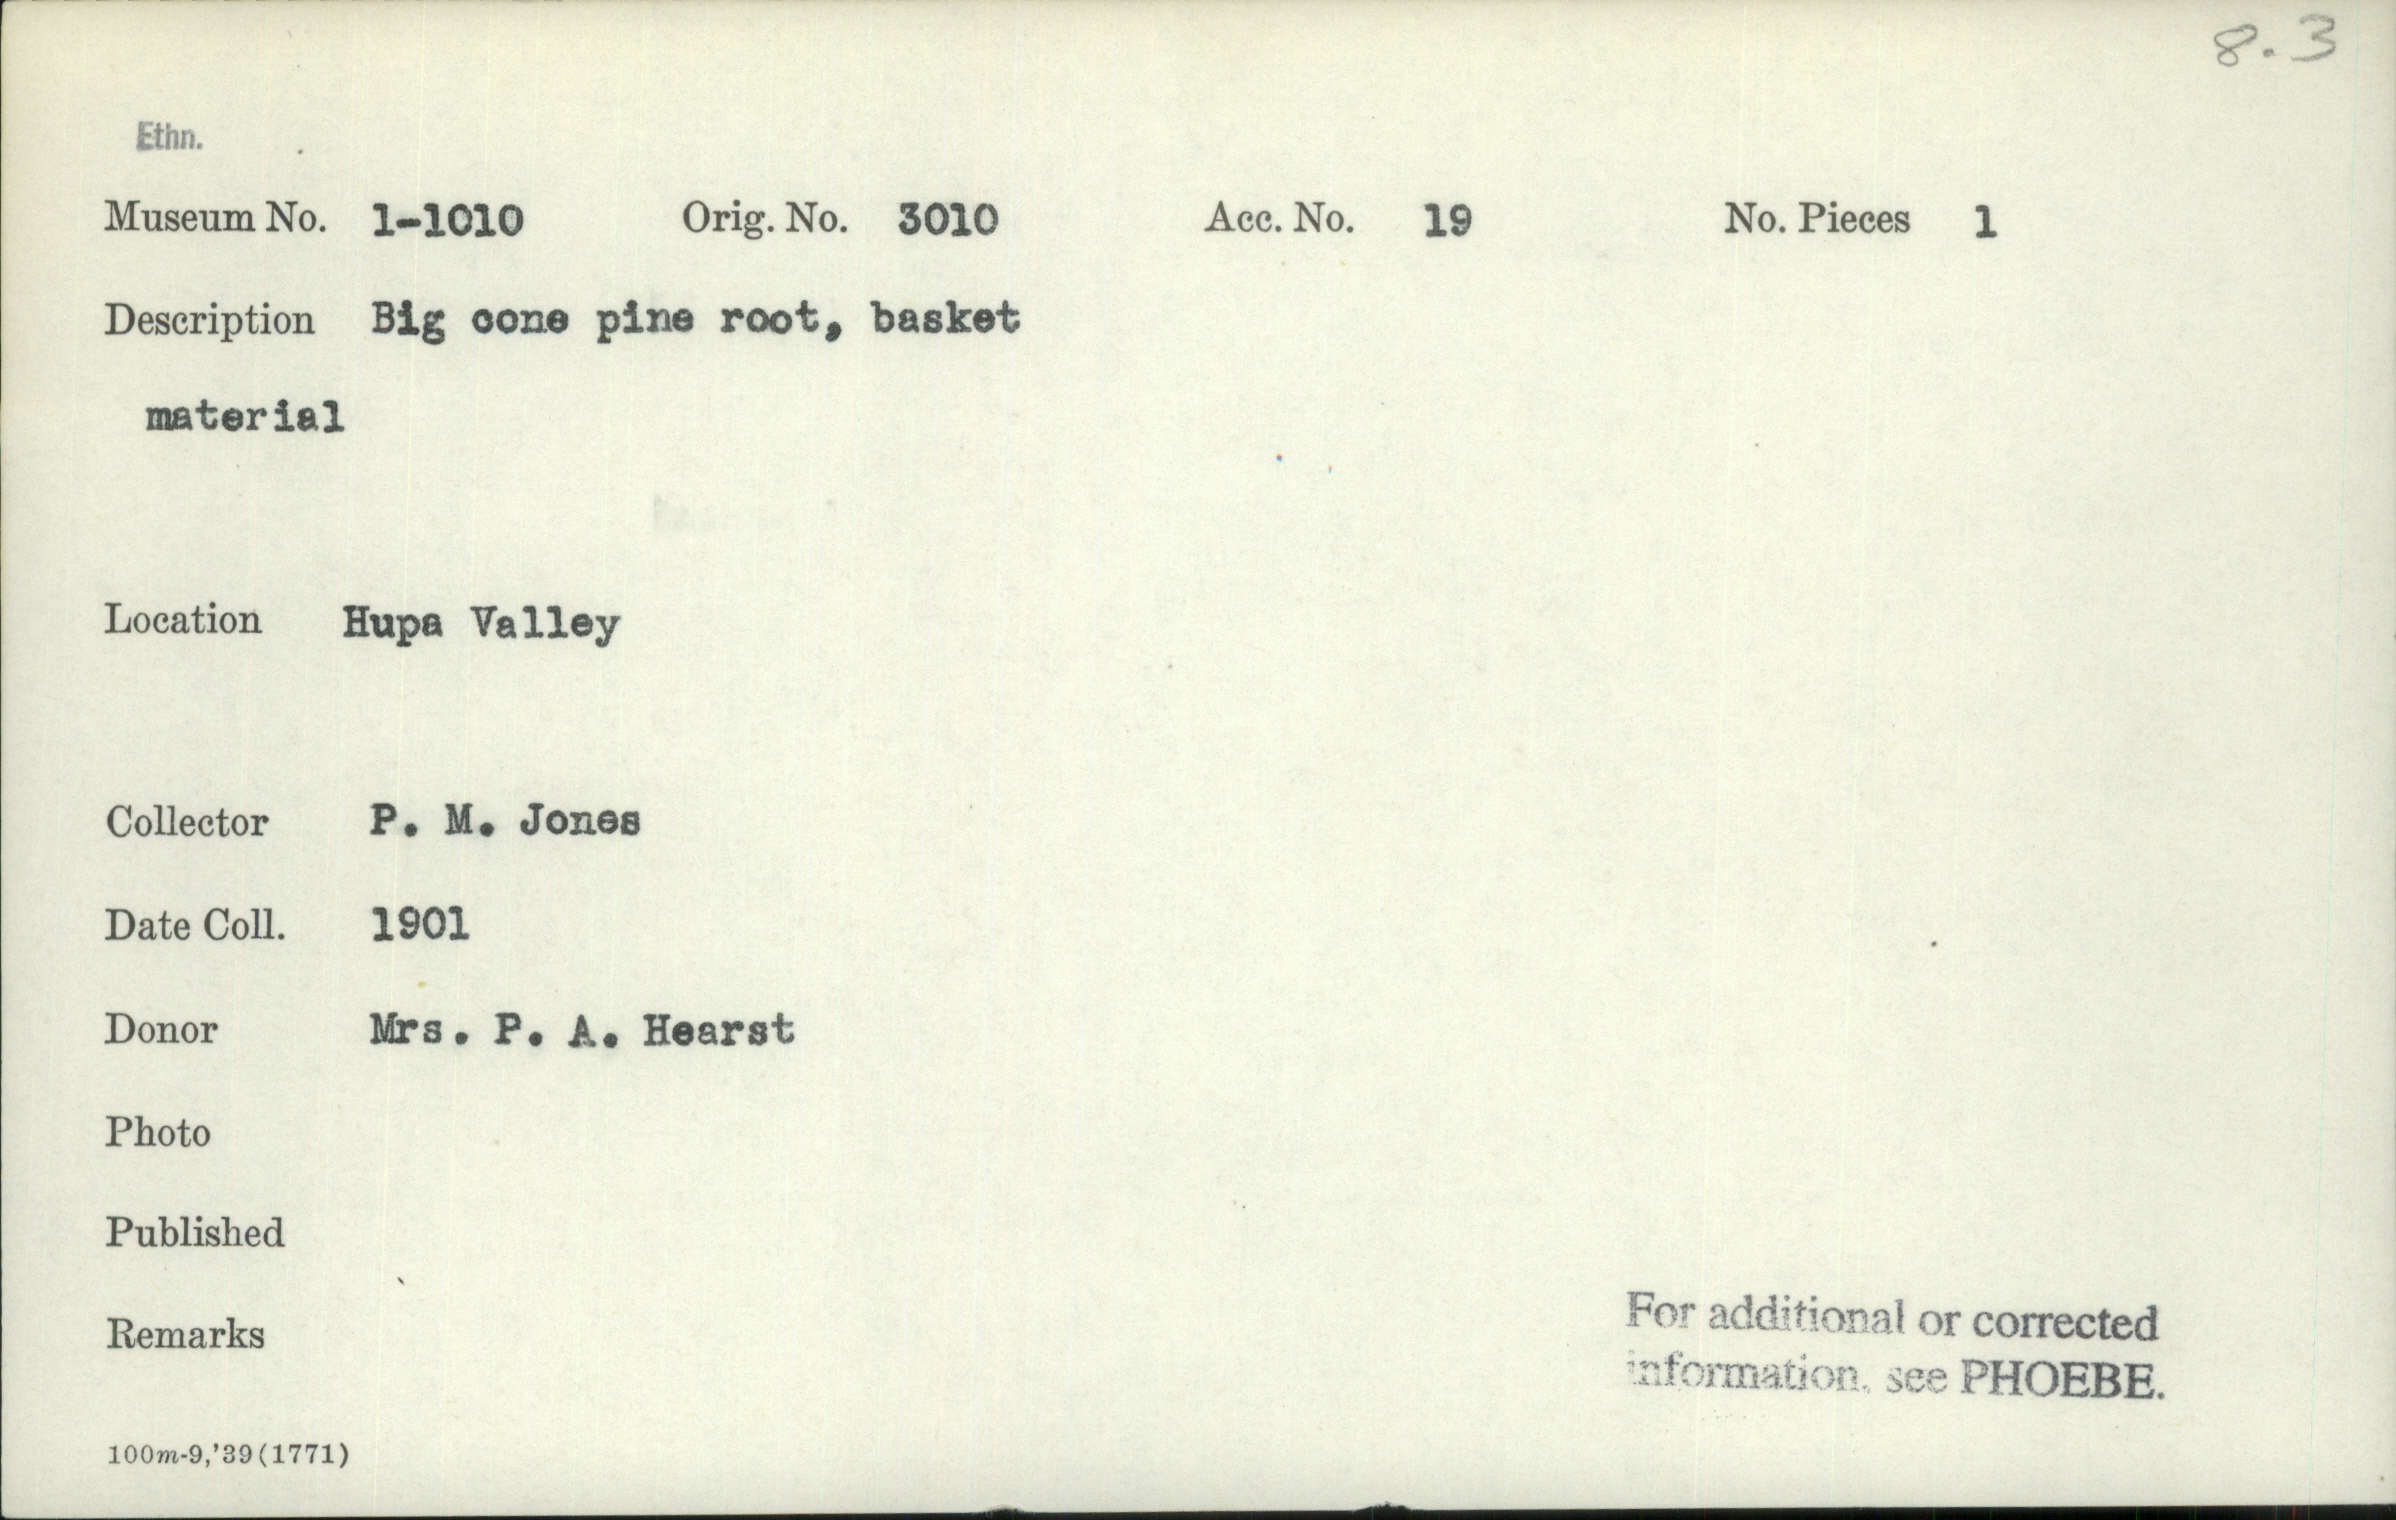 8.3
Ethn.
Museum No. 1-1010 Orig. No. 3010 Acc. No. 19 No. Pieces 1
Description Big cone pine root, basket
material
Location Hupa Valley
Collector P. M. Jones
Date Coll. 1901
Donor Mrs. P. A. Hearst
Photo
Published
Remarks
For additional or corrected
information, see PHOEBE.
100m-9,'39(1771)